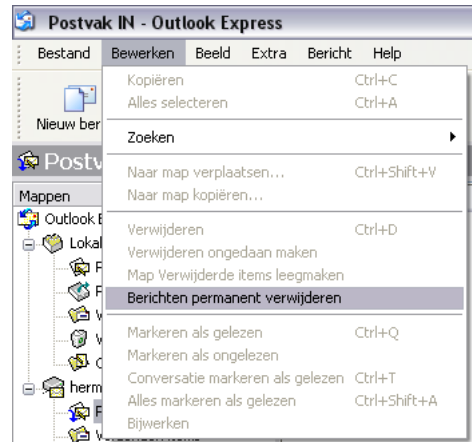 Postvak IN - Outlook Express
Bestand Bewerken Beeld Extra Bericht Help
Kopiëren Ctrl+C
Alles selecteren Ctrl+A
Nieuw ber
Zoeken
Postv
Naar map verplaatsen... Ctrl+Shift+V
Mappen
Naar map kopiëren...
Outlook E
Verwijderen Ctrl+D
Lokal
Verwijderen ongedaan maken
Map Verwijderde items leegmaken
Berichten permanent verwijderen
Markeren als gelezen Ctrl+Q
Markeren als ongelezen
Conversatie markeren als gelezen Ctrl+T
herm
Alles markeren als gelezen Ctrl+Shift+A
Bijwerken